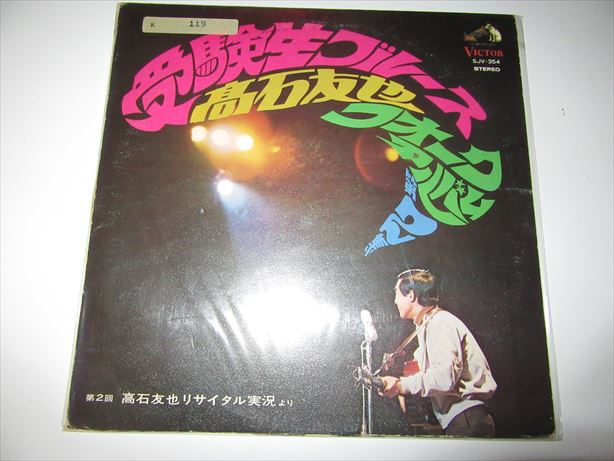 K 119
VICTOR
SJV-354
STEREO
受験生ブルース
高石友也
フォーク・アルバム
第2集
第2回 高石友也リサイタル実況より